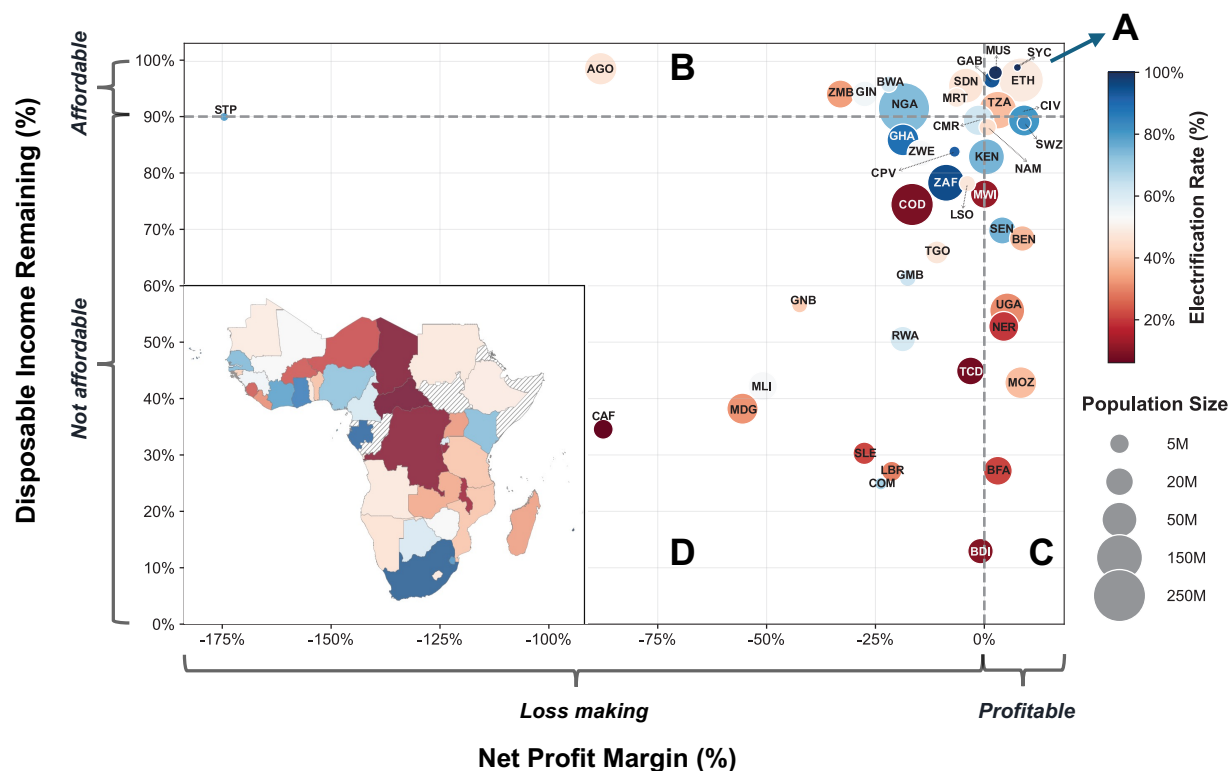 A
Affordable
Not affordable
Disposable Income Remaining (%)
100%
90%
80%
70%
60%
50%
40%
30%
20%
10%
0%
B
MUS
SYC
GAB
AGO
SDN
ETH
BWA
ZMB
GIN
MRT
STP
NGA
TZA
CIV
CMR
GHA
SWZ
ZWE
KEN
NAM
CPV
ZAF
MWI
COD
LSO
SEN
BEN
TGO
GMB
GNB
UGA
NER
RWA
TCD
MOZ
MLI
MDG
CAF
SLE
LBR
BFA
COM
D
BDI
C
-175%
-150%
-125%
-100%
-75%
-50%
-25%
0%
Loss making
Profitable
Net Profit Margin (%)
100%
80%
60%
40%
20%
Electrification Rate (%)
Population Size
5M
20M
50M
150M
250M